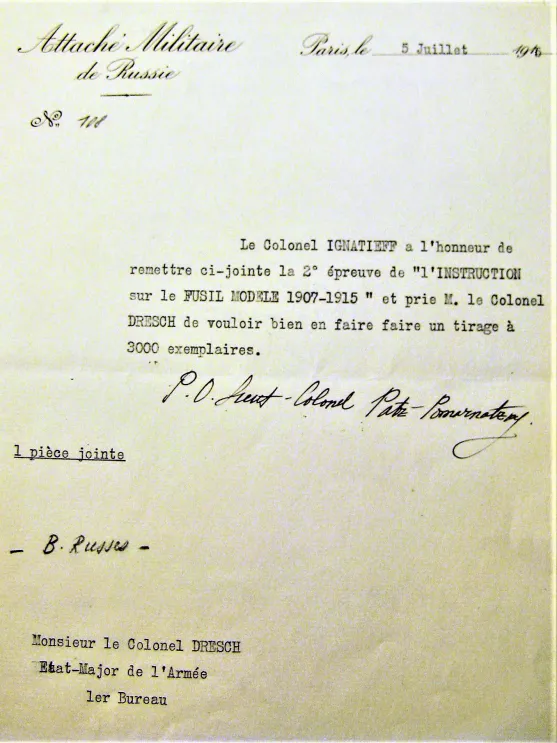 Attaché Militaire
de Russie
Paris, le 5 Juillet 1916
No. 108
Le Colonel IGNATIEFF a l'honneur de
remettre ci-jointe la 2° épreuve de "l'INSTRUCTION
sur le FUSIL MODELE 1907-1915 " et prie M. le Colonel
DRESCH de vouloir bien en faire faire un tirage à
3000 exemplaires.
P.O. Lieut-Colonel
1 pièce jointe
- B. Russes -
Monsieur le Colonel DRESCH
Etat-Major de l'Armée
1er Bureau